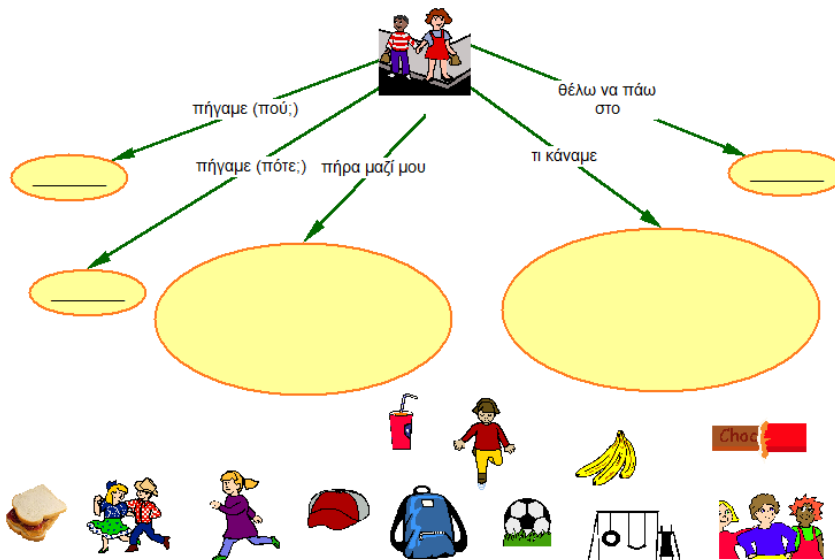 πήγαμε (πού;)
θέλω να πάω
στο
πήγαμε (πότε;)
πήρα μαζί μου
τι κάναμε
Choc